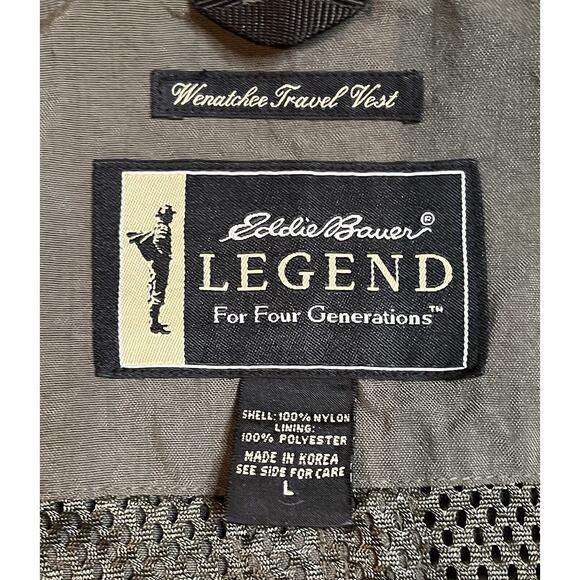 Wenatchee Travel Vest
Eddie Bauer®
LEGEND
For Four Generations™
SHELL: 100% NYLON
LINING:
100% POLYESTER
MADE IN KOREA
SEE SIDE FOR CARE
L